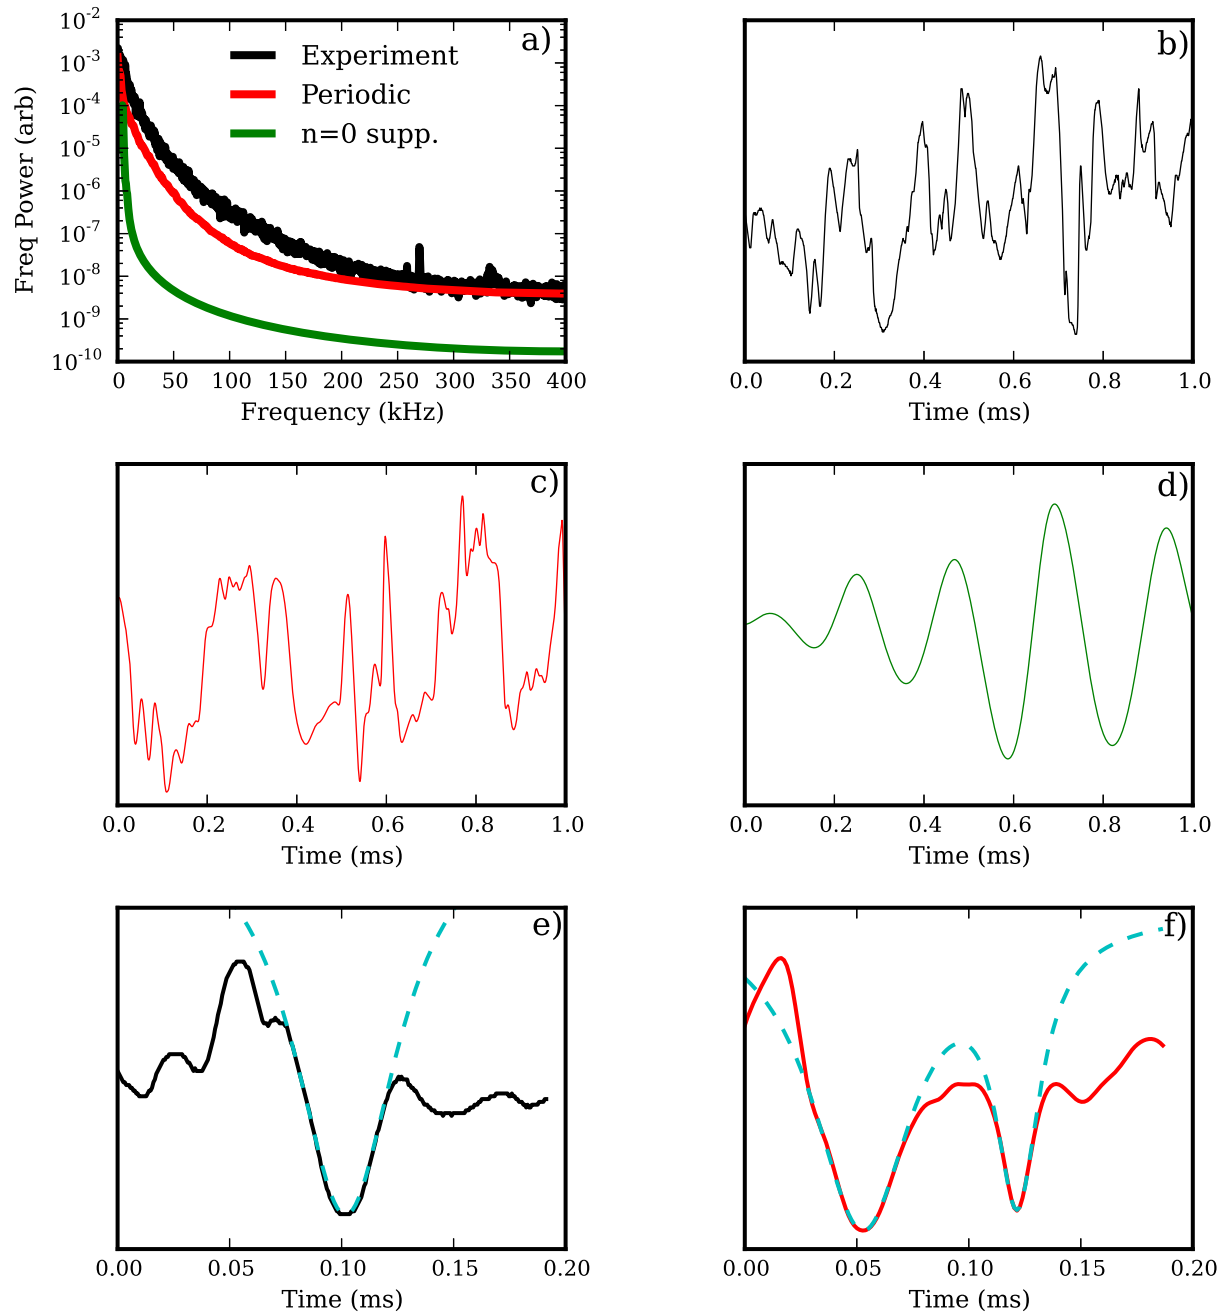 a)
Experiment
Periodic
n=0 supp.
Freq Power (arb)
10^-2
10^-3
10^-4
10^-5
10^-6
10^-7
10^-8
10^-9
10^-10
0 50 100 150 200 250 300 350 400
Frequency (kHz)
b)
0.0 0.2 0.4 0.6 0.8 1.0
Time (ms)
c)
0.0 0.2 0.4 0.6 0.8 1.0
Time (ms)
d)
0.0 0.2 0.4 0.6 0.8 1.0
Time (ms)
e)
0.00 0.05 0.10 0.15 0.20
Time (ms)
f)
0.00 0.05 0.10 0.15 0.20
Time (ms)